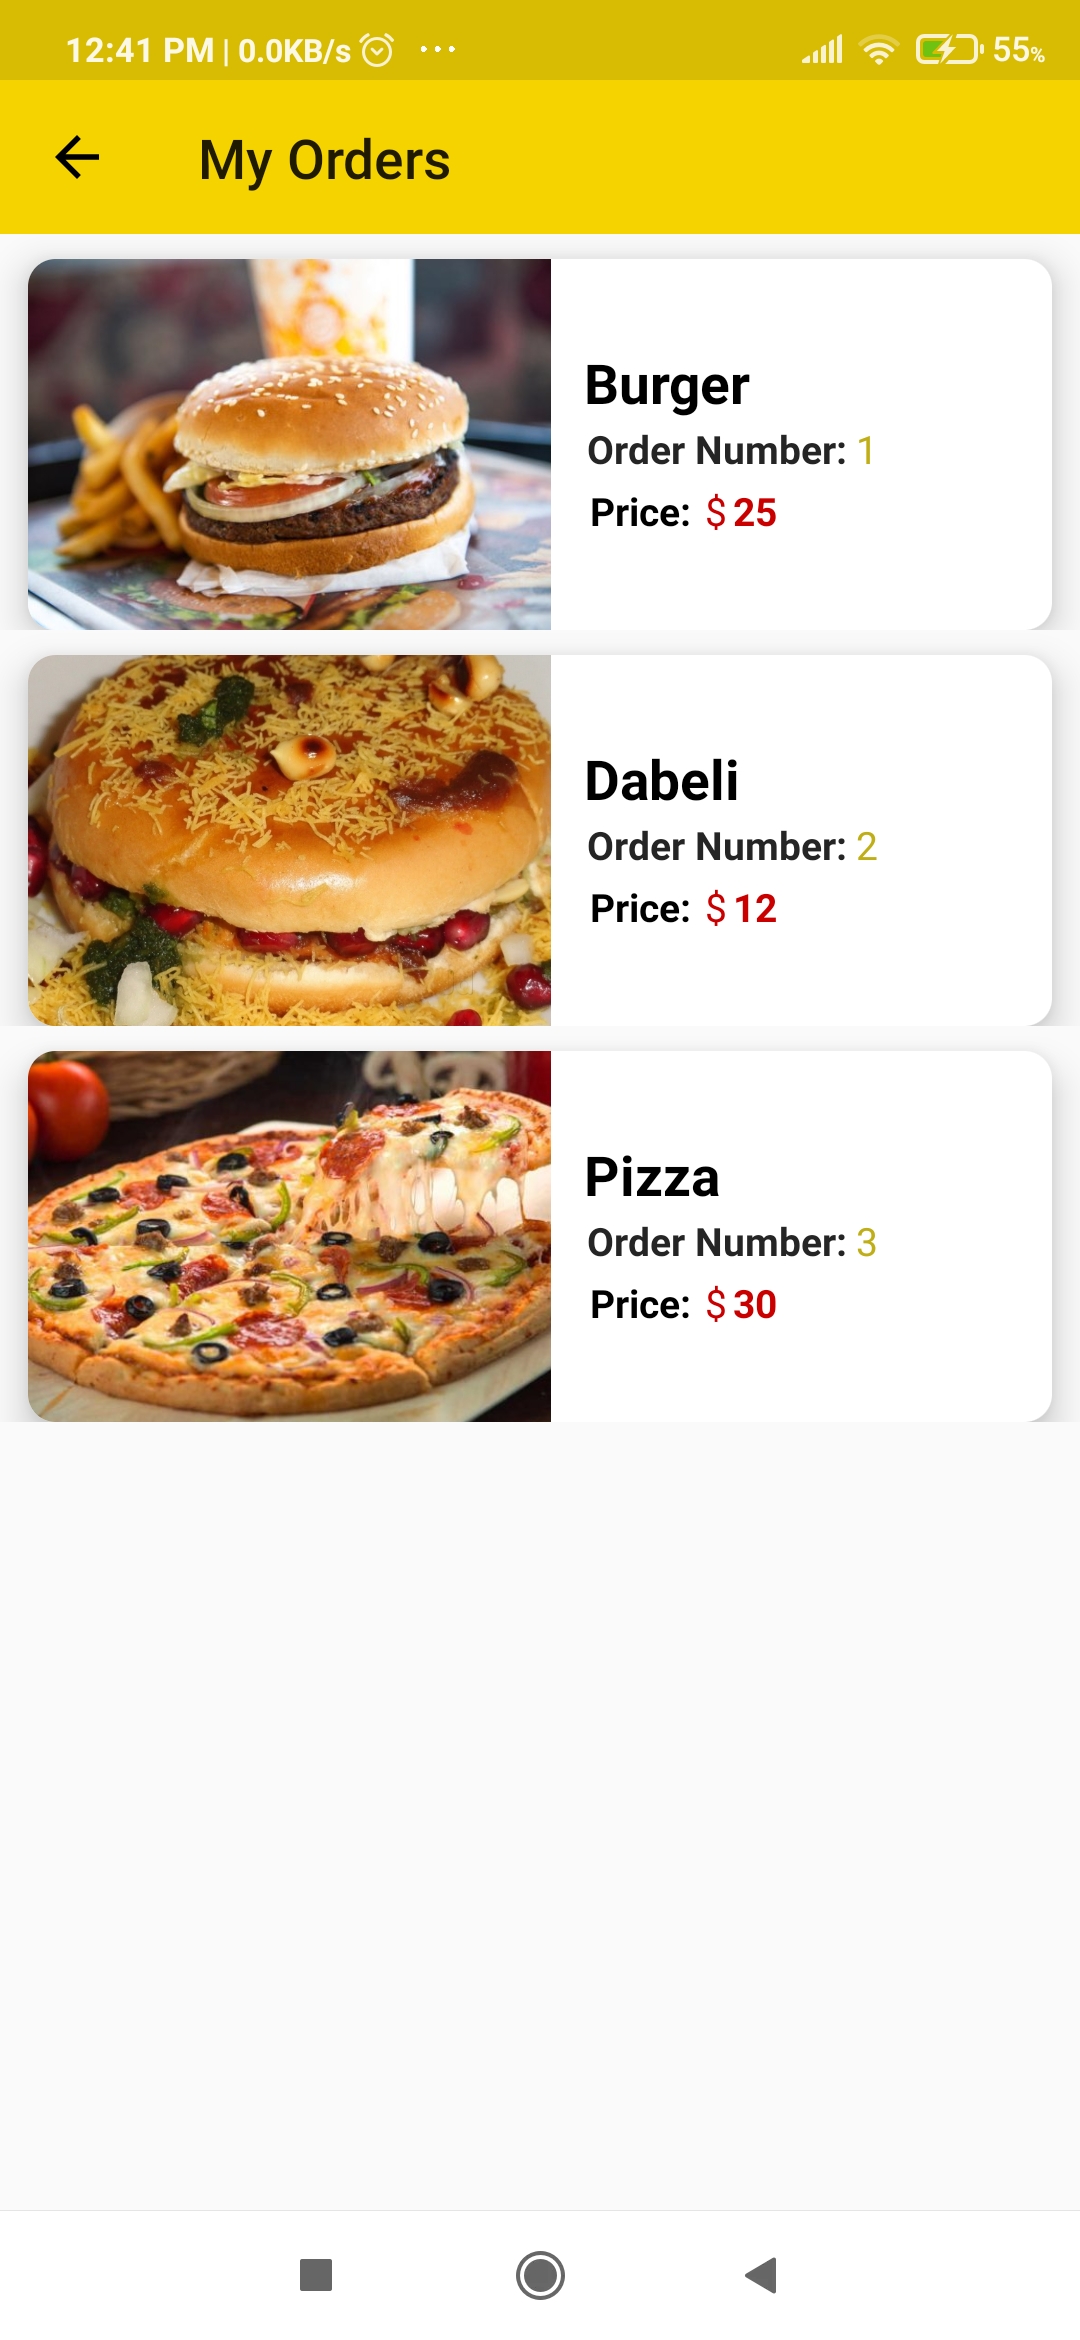 12:41 PM | 0.0KB/s ... 55%
My Orders
Burger
Order Number: 1
Price: $ 25
Dabeli
Order Number: 2
Price: $ 12
Pizza
Order Number: 3
Price: $ 30